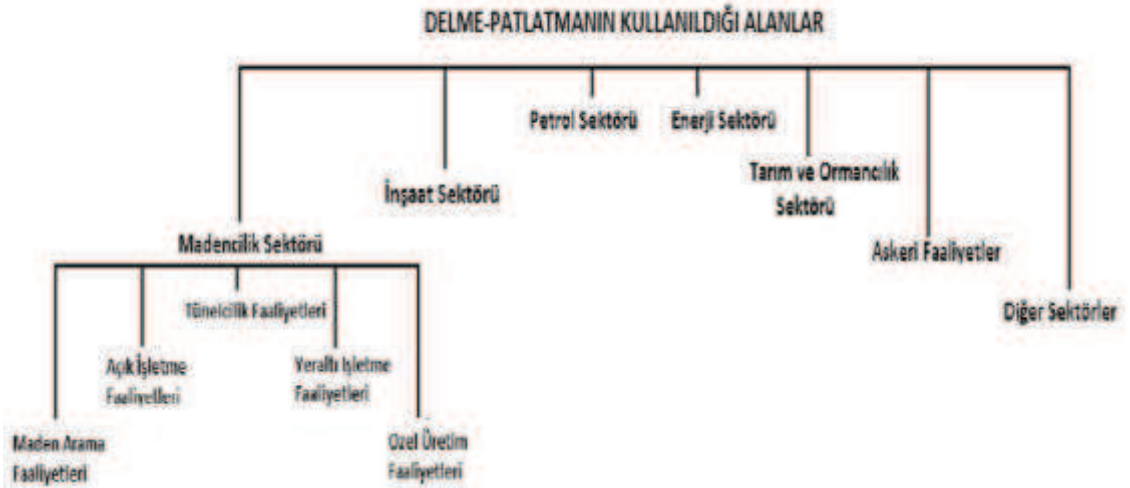 DELME-PATLATMANIN KULLANILDIĞI ALANLAR
Petrol Sektörü
Enerji Sektörü
İnşaat Sektörü
Tarım ve Ormancılık
Sektörü
Madencilik Sektörü
Askeri Faaliyetler
Diğer Sektörler
Tünelcilik Faaliyetleri
Açık İşletme
Faaliyetleri
Yeraltı İşletme
Faaliyetleri
Maden Arama
Faaliyetleri
Özel Üretim
Faaliyetleri